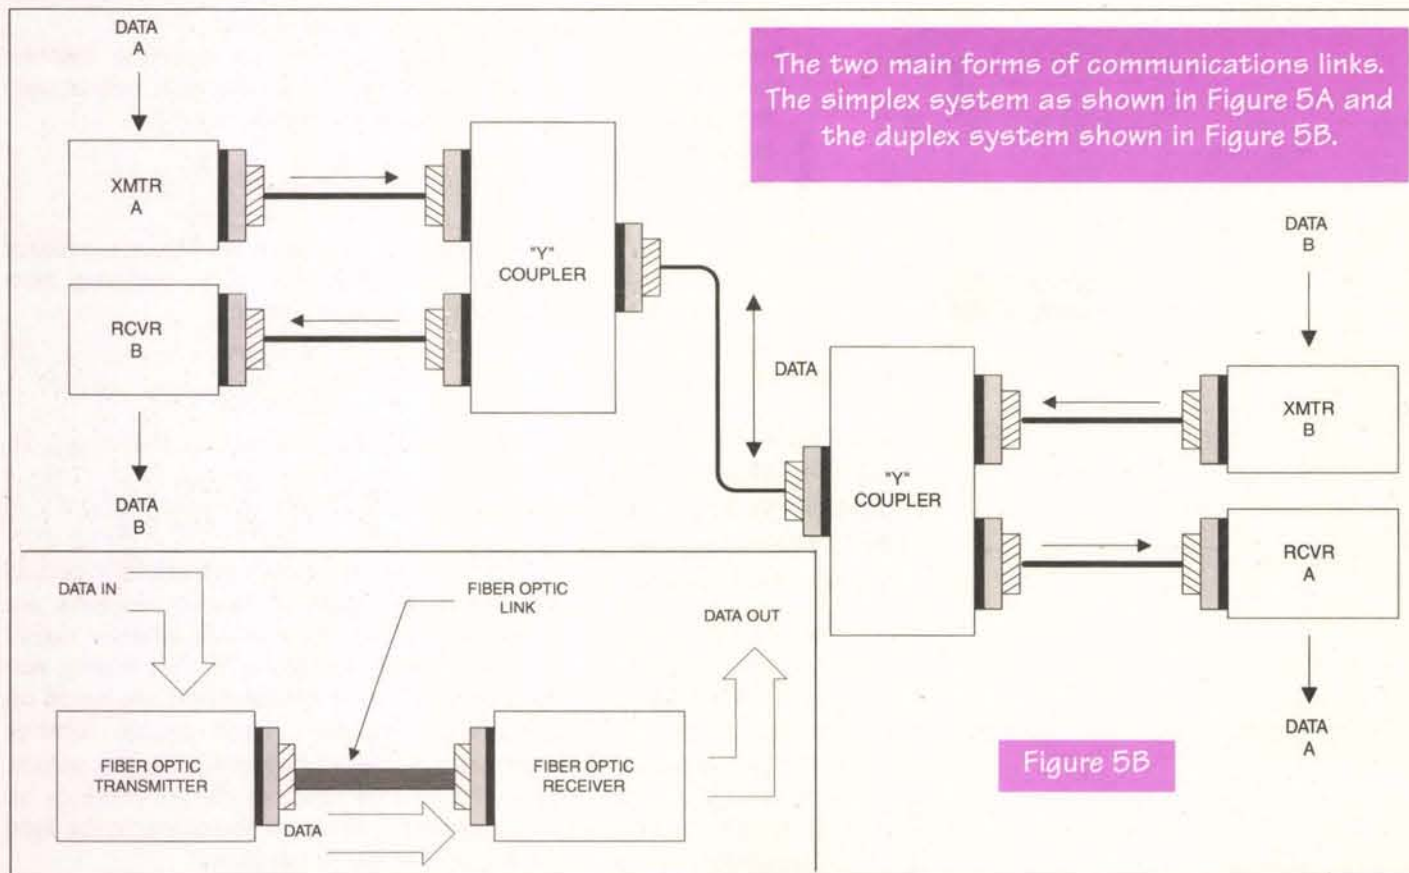 DATA
A
The two main forms of communications links.
The simplex system as shown in Figure 5A and
the duplex system shown in Figure 5B.
XMTR
A
"Y"
COUPLER
RCVR
B
DATA
B
DATA
B
DATA
XMTR
B
"Y"
COUPLER
RCVR
A
DATA
A
Figure 5B
DATA IN
FIBER OPTIC
LINK
DATA OUT
FIBER OPTIC
TRANSMITTER
FIBER OPTIC
RECEIVER
DATA